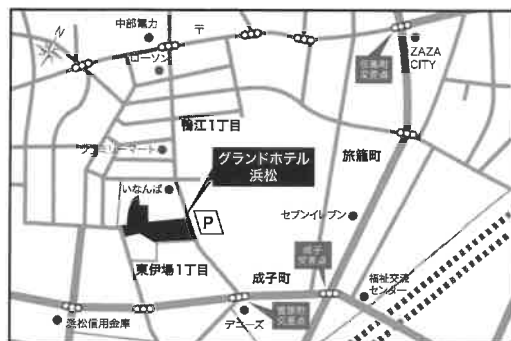 中部電力
〒
N
ローソン
ZAZA
CITY
鴨江1丁目
ファミリーマート
グランドホテル
浜松
旅籠町
いなんば
P
セブンイレブン
東伊場1丁目
成子町
成子
交差点
福祉交流
センター
浜松信用金庫
デニーズ
交差点
交差点